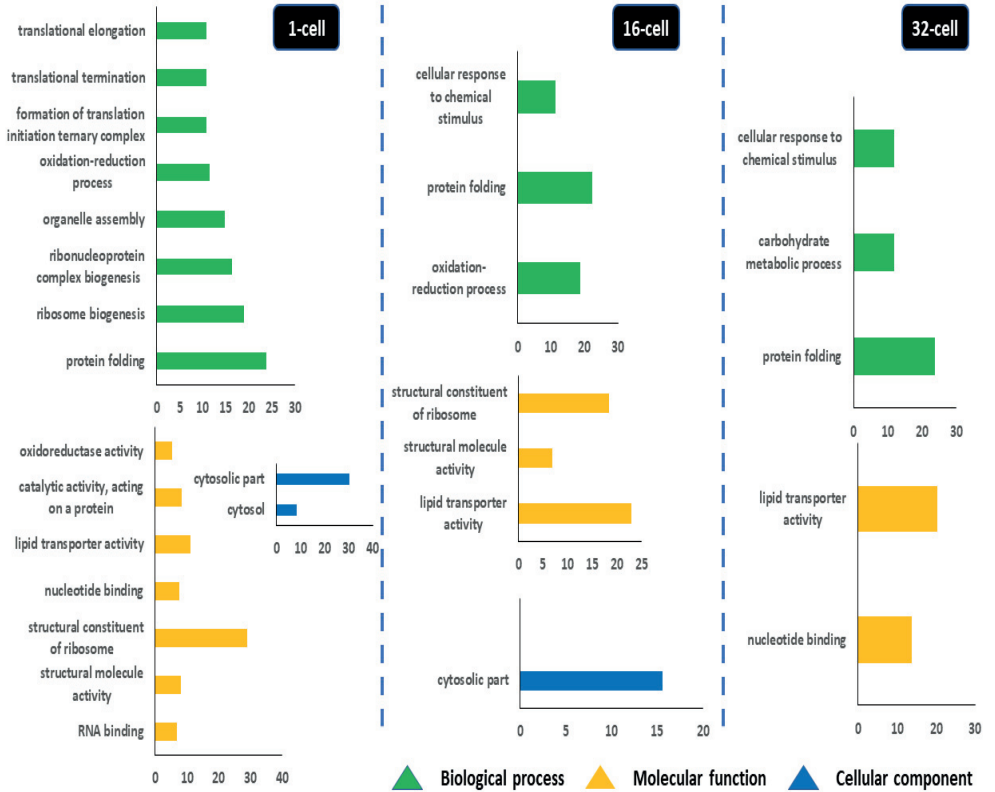 1-cell
translational elongation
translational termination
formation of translation
initiation ternary complex
oxidation-reduction
process
organelle assembly
ribonucleoprotein
complex biogenesis
ribosome biogenesis
protein folding
0 5 10 15 20 25 30
oxidoreductase activity
catalytic activity, acting
on a protein
lipid transporter activity
nucleotide binding
structural constituent
of ribosome
structural molecule
activity
RNA binding
0 10 20 30 40
cytosolic part
cytosol
0 10 20 30 40
16-cell
cellular response
to chemical
stimulus
protein folding
oxidation-
reduction process
0 10 20 30
structural constituent
of ribosome
structural molecule
activity
lipid transporter
activity
0 5 10 15 20 25
cytosolic part
0 5 10 15 20
32-cell
cellular response to
chemical stimulus
carbohydrate
metabolic process
protein folding
0 10 20 30
lipid transporter
activity
nucleotide binding
0 10 20 30
Biological process Molecular function Cellular component